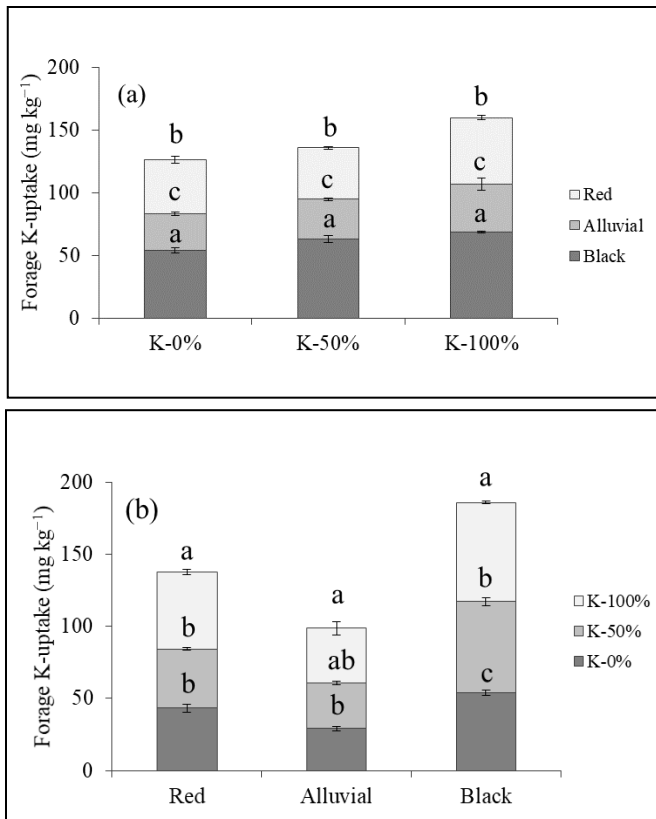 200
150
100
50
0
Forage K-uptake (mg kg⁻¹)
(a)
b
b
b
c
c
c
a
a
a
Red
Alluvial
Black
K-0%
K-50%
K-100%
200
150
100
50
0
Forage K-uptake (mg kg⁻¹)
(b)
a
a
a
b
ab
b
b
b
c
K-100%
K-50%
K-0%
Red
Alluvial
Black